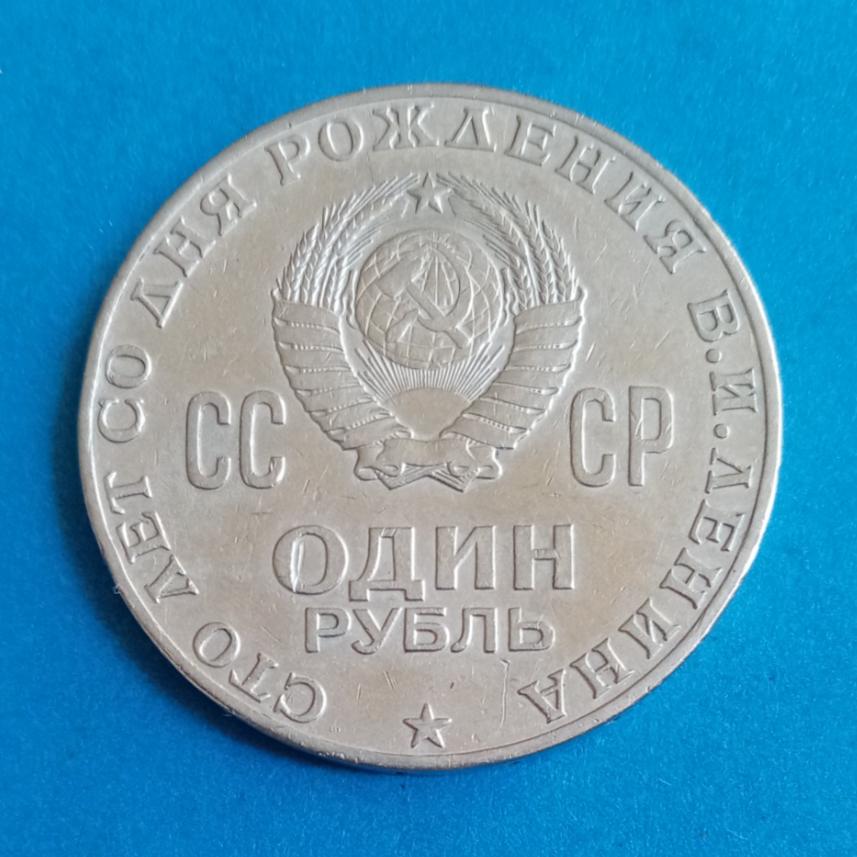 СТО ЛЕТ СО ДНЯ РОЖДЕНИЯ В.И.ЛЕНИНА
СС СР
ОДИН
РУБЛЬ